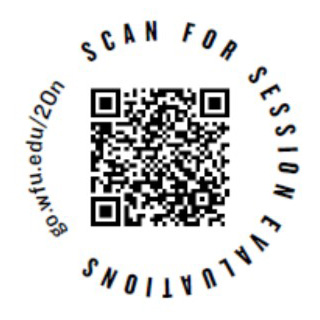 SCAN FOR SESSION EVALUATIONS
go.wfu.edu/20n